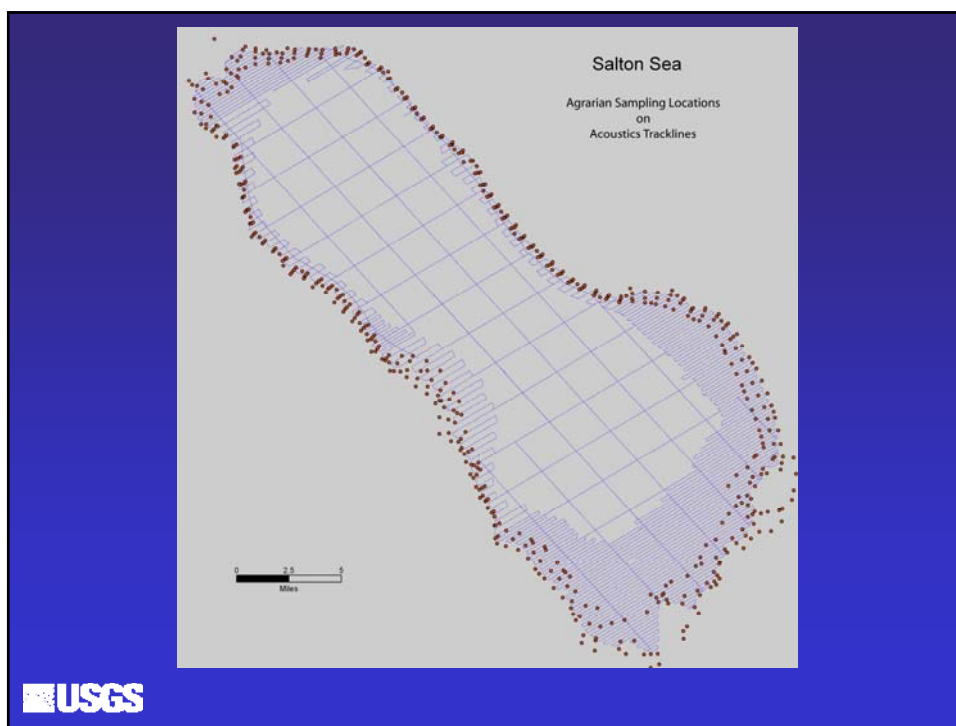 Salton Sea
Agrarian Sampling Locations
on
Acoustics Tracklines
0 2.5 5
Miles
USGS